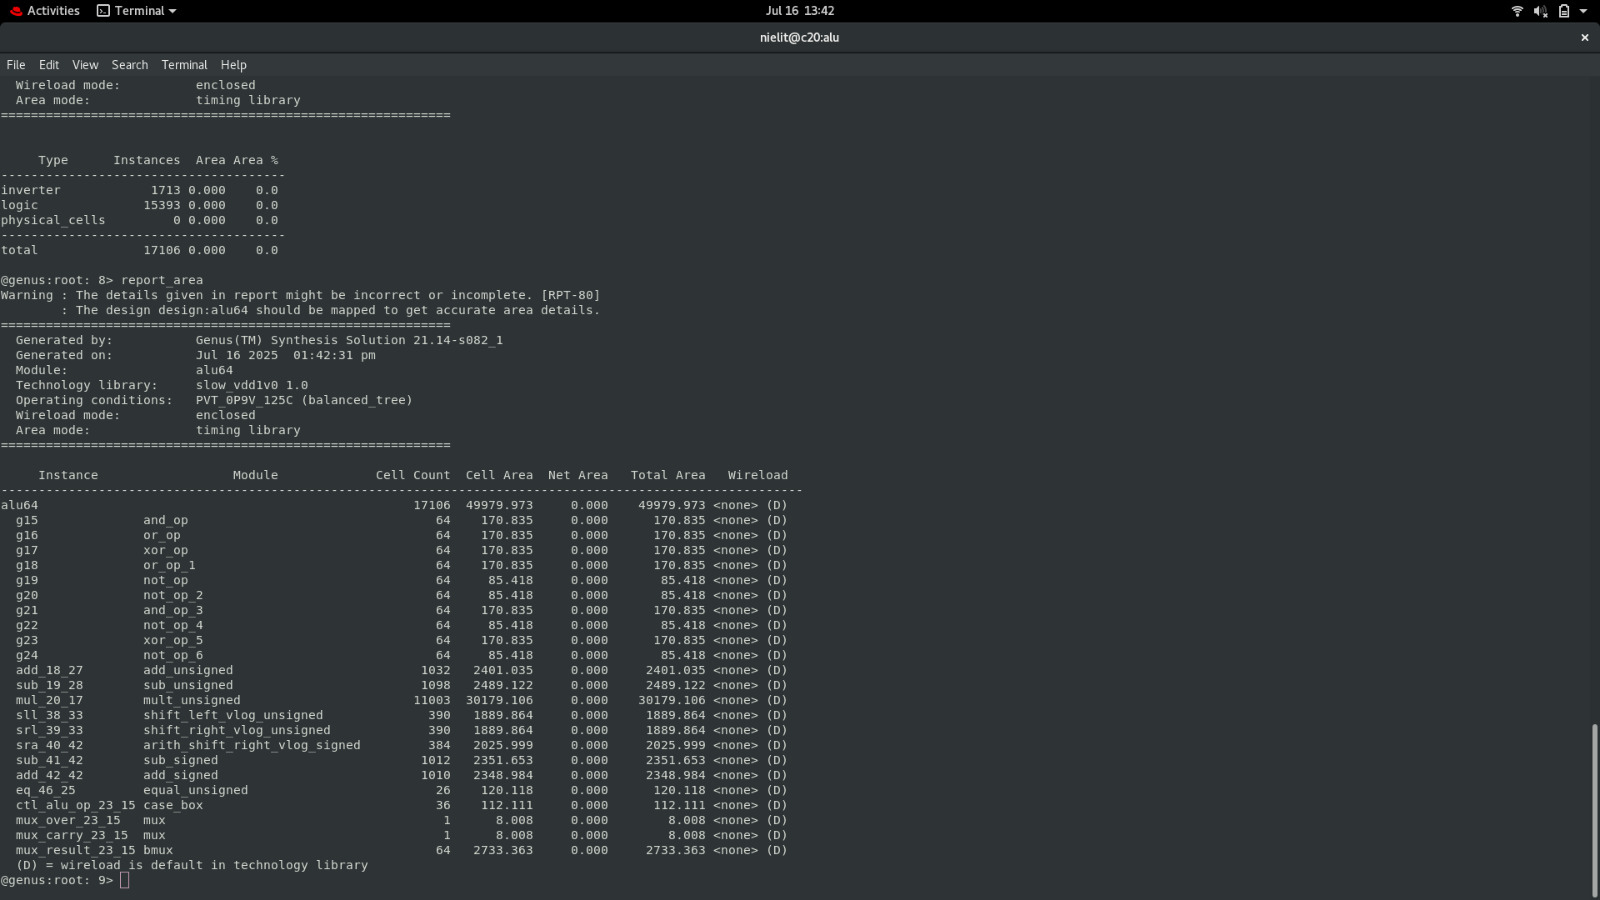 Activities Terminal Jul 16 13:42
nielit@c20:alu ×
File Edit View Search Terminal Help
  Wireload mode:          enclosed
  Area mode:              timing library
============================================================
     Type      Instances  Area Area %
--------------------------------------
inverter            1713 0.000    0.0
logic              15393 0.000    0.0
physical_cells         0 0.000    0.0
--------------------------------------
total              17106 0.000    0.0
@genus:root: 8> report_area
Warning : The details given in report might be incorrect or incomplete. [RPT-80]
        : The design design:alu64 should be mapped to get accurate area details.
============================================================
  Generated by:           Genus(TM) Synthesis Solution 21.14-s082_1
  Generated on:           Jul 16 2025  01:42:31 pm
  Module:                 alu64
  Technology library:     slow_vdd1v0 1.0
  Operating conditions:   PVT_0P9V_125C (balanced_tree)
  Wireload mode:          enclosed
  Area mode:              timing library
============================================================
     Instance                  Module             Cell Count  Cell Area  Net Area   Total Area   Wireload
-----------------------------------------------------------------------------------------------------------
alu64                                                  17106  49979.973     0.000    49979.973 <none> (D)
  g15              and_op                                 64    170.835     0.000      170.835 <none> (D)
  g16              or_op                                  64    170.835     0.000      170.835 <none> (D)
  g17              xor_op                                 64    170.835     0.000      170.835 <none> (D)
  g18              or_op_1                                64    170.835     0.000      170.835 <none> (D)
  g19              not_op                                 64     85.418     0.000       85.418 <none> (D)
  g20              not_op_2                               64     85.418     0.000       85.418 <none> (D)
  g21              and_op_3                               64    170.835     0.000      170.835 <none> (D)
  g22              not_op_4                               64     85.418     0.000       85.418 <none> (D)
  g23              xor_op_5                               64    170.835     0.000      170.835 <none> (D)
  g24              not_op_6                               64     85.418     0.000       85.418 <none> (D)
  add_18_27        add_unsigned                         1032   2401.035     0.000     2401.035 <none> (D)
  sub_19_28        sub_unsigned                         1098   2489.122     0.000     2489.122 <none> (D)
  mul_20_17        mult_unsigned                       11003  30179.106     0.000    30179.106 <none> (D)
  sll_38_33        shift_left_vlog_unsigned              390   1889.864     0.000     1889.864 <none> (D)
  srl_39_33        shift_right_vlog_unsigned             390   1889.864     0.000     1889.864 <none> (D)
  sra_40_42        arith_shift_right_vlog_signed         384   2025.999     0.000     2025.999 <none> (D)
  sub_41_42        sub_signed                           1012   2351.653     0.000     2351.653 <none> (D)
  add_42_42        add_signed                           1010   2348.984     0.000     2348.984 <none> (D)
  eq_46_25         equal_unsigned                         26    120.118     0.000      120.118 <none> (D)
  ctl_alu_op_23_15 case_box                               36    112.111     0.000      112.111 <none> (D)
  mux_over_23_15   mux                                     1      8.008     0.000        8.008 <none> (D)
  mux_carry_23_15  mux                                     1      8.008     0.000        8.008 <none> (D)
  mux_result_23_15 bmux                                   64   2733.363     0.000     2733.363 <none> (D)
  (D) = wireload is default in technology library
@genus:root: 9>